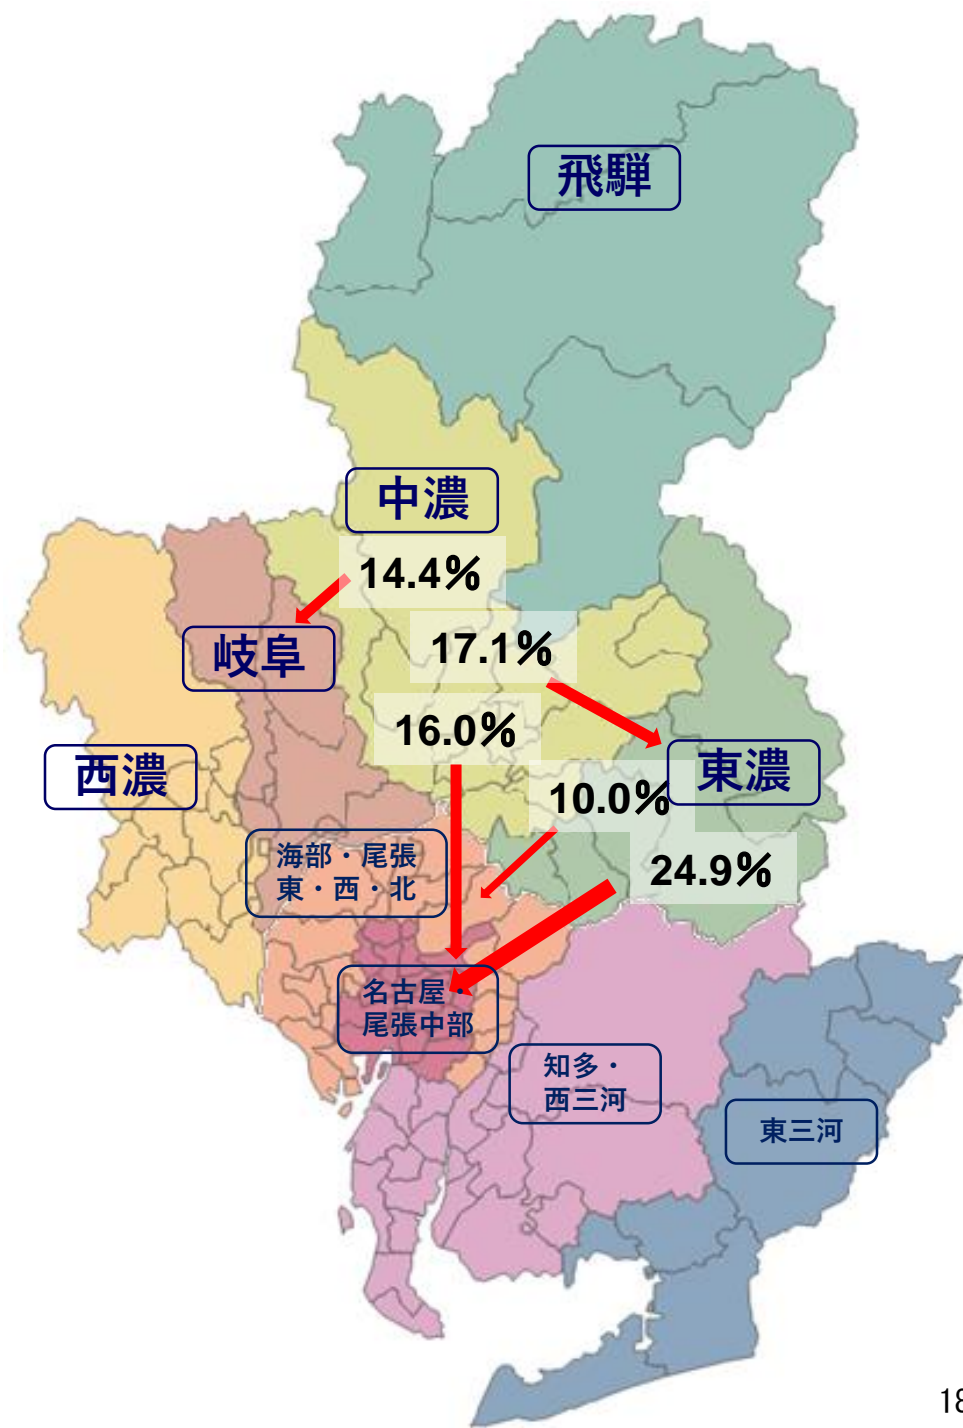 飛騨
中濃
14.4%
岐阜
17.1%
16.0%
西濃
東濃
10.0%
海部・尾張
東・西・北
24.9%
名古屋・
尾張中部
知多・
西三河
東三河
18